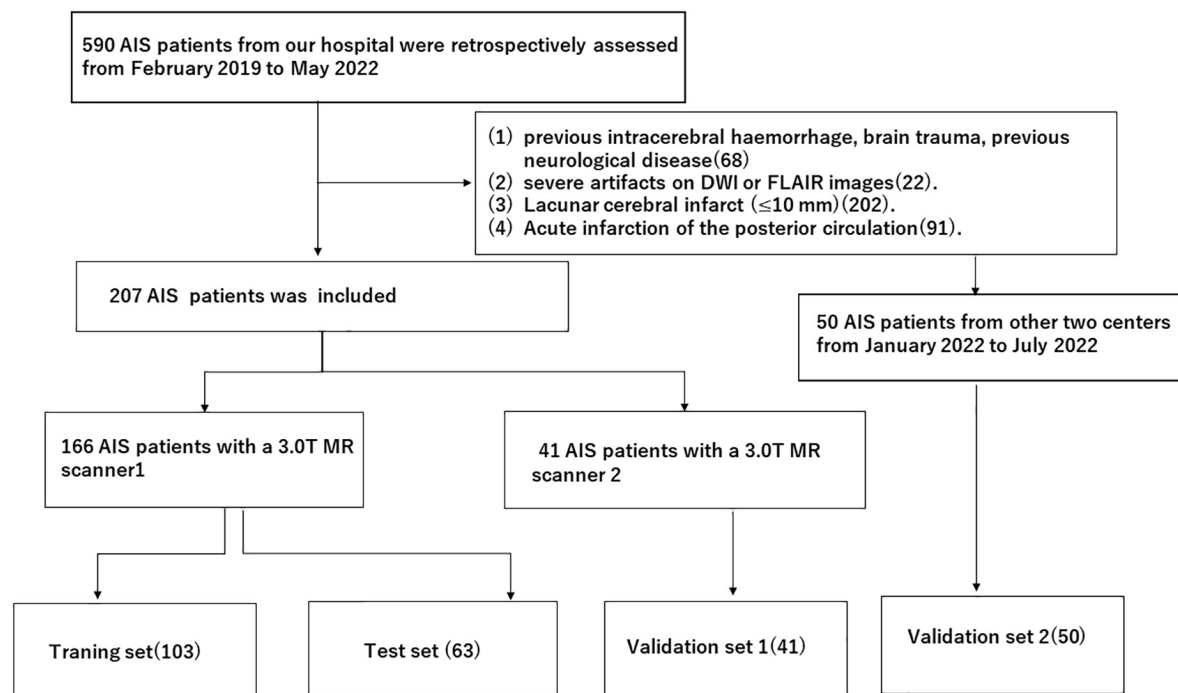 590 AIS patients from our hospital were retrospectively assessed
from February 2019 to May 2022
(1) previous intracerebral haemorrhage, brain trauma, previous
neurological disease(68)
(2) severe artifacts on DWI or FLAIR images(22).
(3) Lacunar cerebral infarct (≤10 mm)(202).
(4) Acute infarction of the posterior circulation(91).
207 AIS patients was included
50 AIS patients from other two centers
from January 2022 to July 2022
166 AIS patients with a 3.0T MR
scanner1
41 AIS patients with a 3.0T MR
scanner 2
Traning set(103)
Test set (63)
Validation set 1(41)
Validation set 2(50)